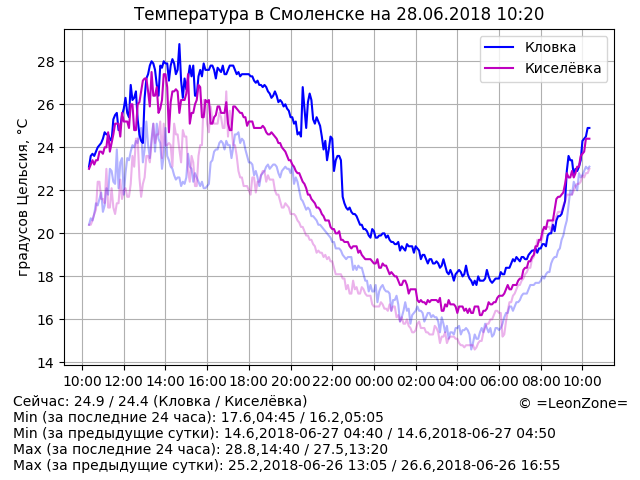 Температура в Смоленске на 28.06.2018 10:20
Кловка
Киселёвка
градусов Цельсия, °C
28
26
24
22
20
18
16
14
10:00 12:00 14:00 16:00 18:00 20:00 22:00 00:00 02:00 04:00 06:00 08:00 10:00
Сейчас: 24.9 / 24.4 (Кловка / Киселёвка)
© =LeonZone=
Min (за последние 24 часа): 17.6,04:45 / 16.2,05:05
Min (за предыдущие сутки): 14.6,2018-06-27 04:40 / 14.6,2018-06-27 04:50
Max (за последние 24 часа): 28.8,14:40 / 27.5,13:20
Max (за предыдущие сутки): 25.2,2018-06-26 13:05 / 26.6,2018-06-26 16:55